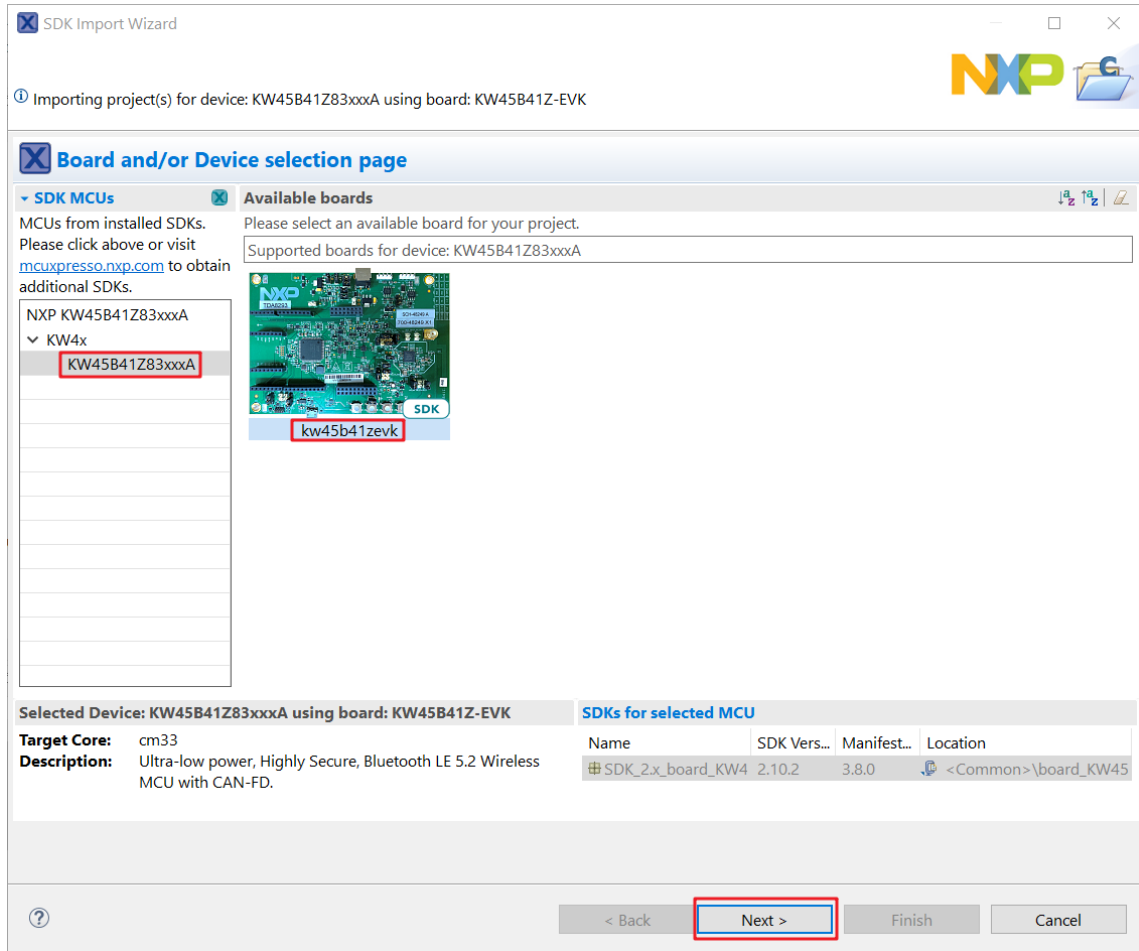 SDK Import Wizard
Importing project(s) for device: KW45B41Z83xxxA using board: KW45B41Z-EVK
NXP
Board and/or Device selection page
SDK MCUs
MCUs from installed SDKs.
Please click above or visit
mcuxpresso.nxp.com to obtain
additional SDKs.
NXP KW45B41Z83xxxA
KW4x
KW45B41Z83xxxA
Available boards
Please select an available board for your project.
Supported boards for device: KW45B41Z83xxxA
NXP
SDK
kw45b41zevk
Selected Device: KW45B41Z83xxxA using board: KW45B41Z-EVK
Target Core: cm33
Description: Ultra-low power, Highly Secure, Bluetooth LE 5.2 Wireless
MCU with CAN-FD.
SDKs for selected MCU
Name SDK Vers... Manifest... Location
SDK_2.x_board_KW4 2.10.2 3.8.0 <Common>\board_KW45
< Back Next > Finish Cancel